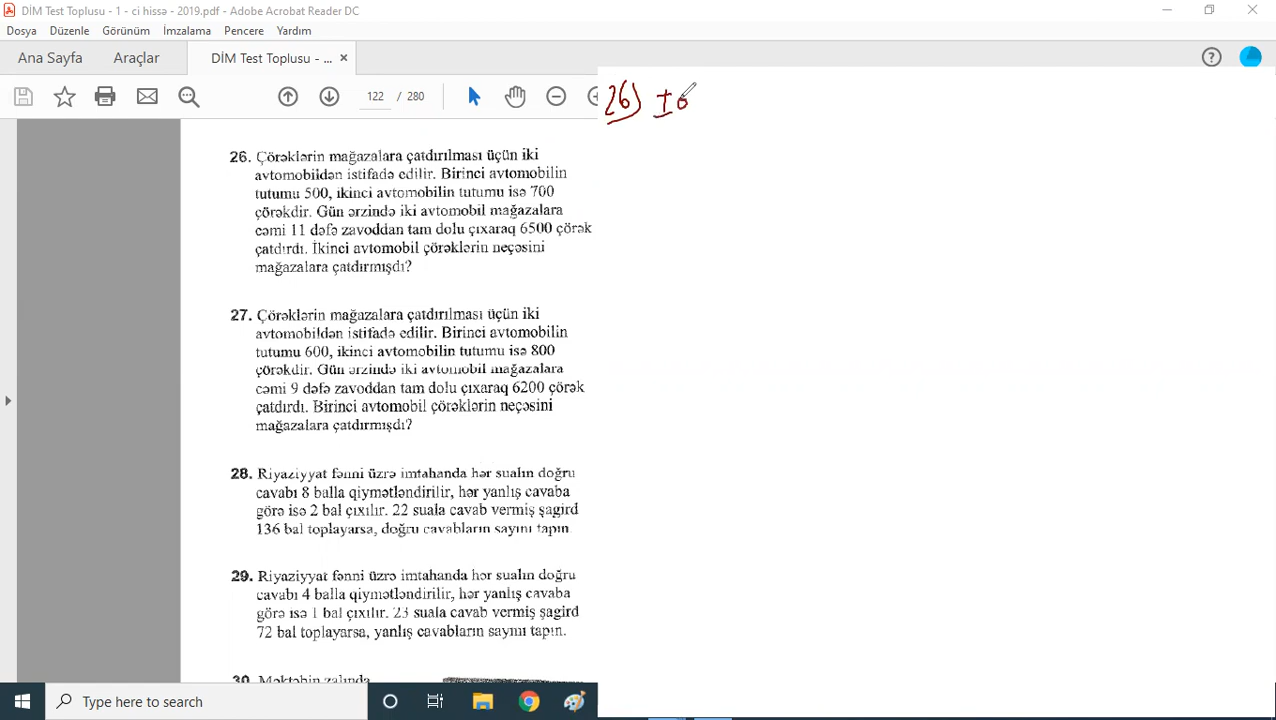 DİM Test Toplusu - 1 - ci hissə - 2019.pdf - Adobe Acrobat Reader DC
Dosya Düzenle Görünüm İmzalama Pencere Yardım
Ana Sayfa Araçlar DİM Test Toplusu - ... ×
122 / 280
26)
26. Çörəklərin mağazalara çatdırılması üçün iki
avtomobildən istifadə edilir. Birinci avtomobilin
tutumu 500, ikinci avtomobilin tutumu isə 700
çörəkdir. Gün ərzində iki avtomobil mağazalara
cəmi 11 dəfə zavoddan tam dolu çıxaraq 6500 çörək
çatdırdı. İkinci avtomobil çörəklərin neçəsini
mağazalara çatdırmışdı?
27. Çörəklərin mağazalara çatdırılması üçün iki
avtomobildən istifadə edilir. Birinci avtomobilin
tutumu 600, ikinci avtomobilin tutumu isə 800
çörəkdir. Gün ərzində iki avtomobil mağazalara
cəmi 9 dəfə zavoddan tam dolu çıxaraq 6200 çörək
çatdırdı. Birinci avtomobil çörəklərin neçəsini
mağazalara çatdırmışdı?
28. Riyaziyyat fənni üzrə imtahanda hər sualın doğru
cavabı 8 balla qiymətləndirilir, hər yanlış cavaba
görə isə 2 bal çıxılır. 22 suala cavab vermiş şagird
136 bal toplayarsa, doğru cavabların sayını tapın.
29. Riyaziyyat fənni üzrə imtahanda hər sualın doğru
cavabı 4 balla qiymətləndirilir, hər yanlış cavaba
görə isə 1 bal çıxılır. 23 suala cavab vermiş şagird
72 bal toplayarsa, yanlış cavabların sayını tapın.
30. Məktəbin zalında
Type here to search